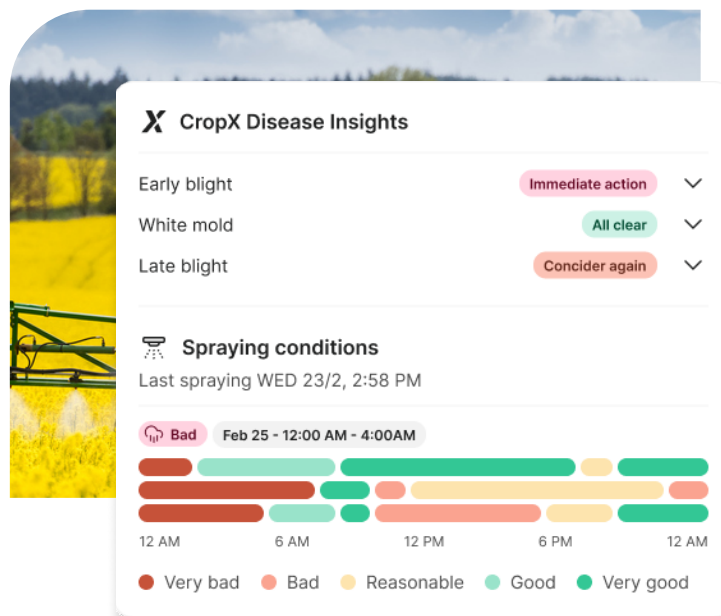 CropX Disease Insights
Early blight Immediate action
White mold All clear
Late blight Concider again
Spraying conditions
Last spraying WED 23/2, 2:58 PM
Bad Feb 25 - 12:00 AM - 4:00AM
12 AM 6 AM 12 PM 6 PM 12 AM
Very bad Bad Reasonable Good Very good